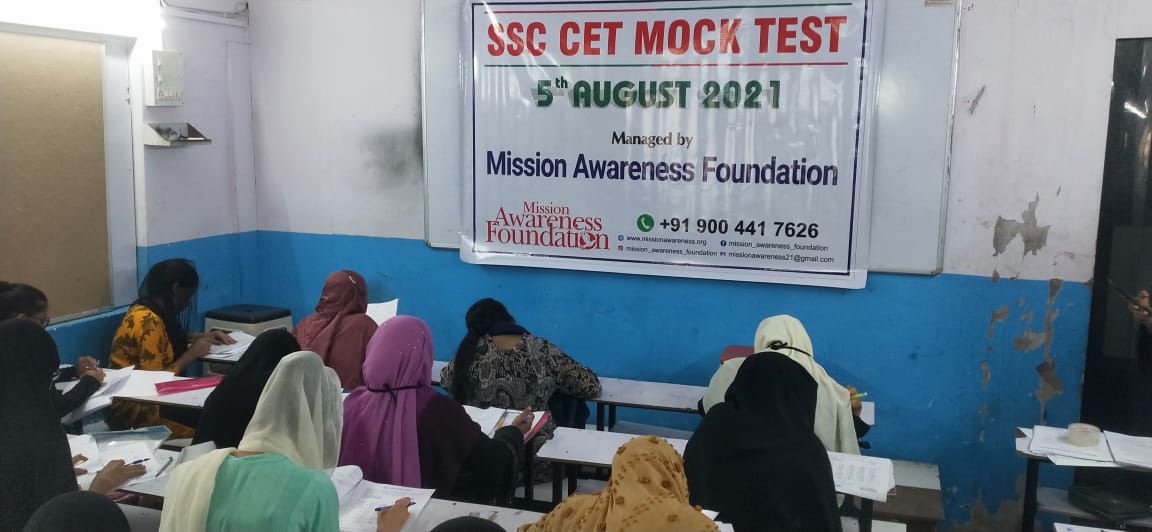 SSC CET MOCK TEST
5th AUGUST 2021
Managed by
Mission Awareness Foundation
Mission
Awareness
Foundation
+91 900 441 7626
www.missionawareness.org mission_awareness_foundation
mission_awareness_foundation missionawareness21@gmail.com